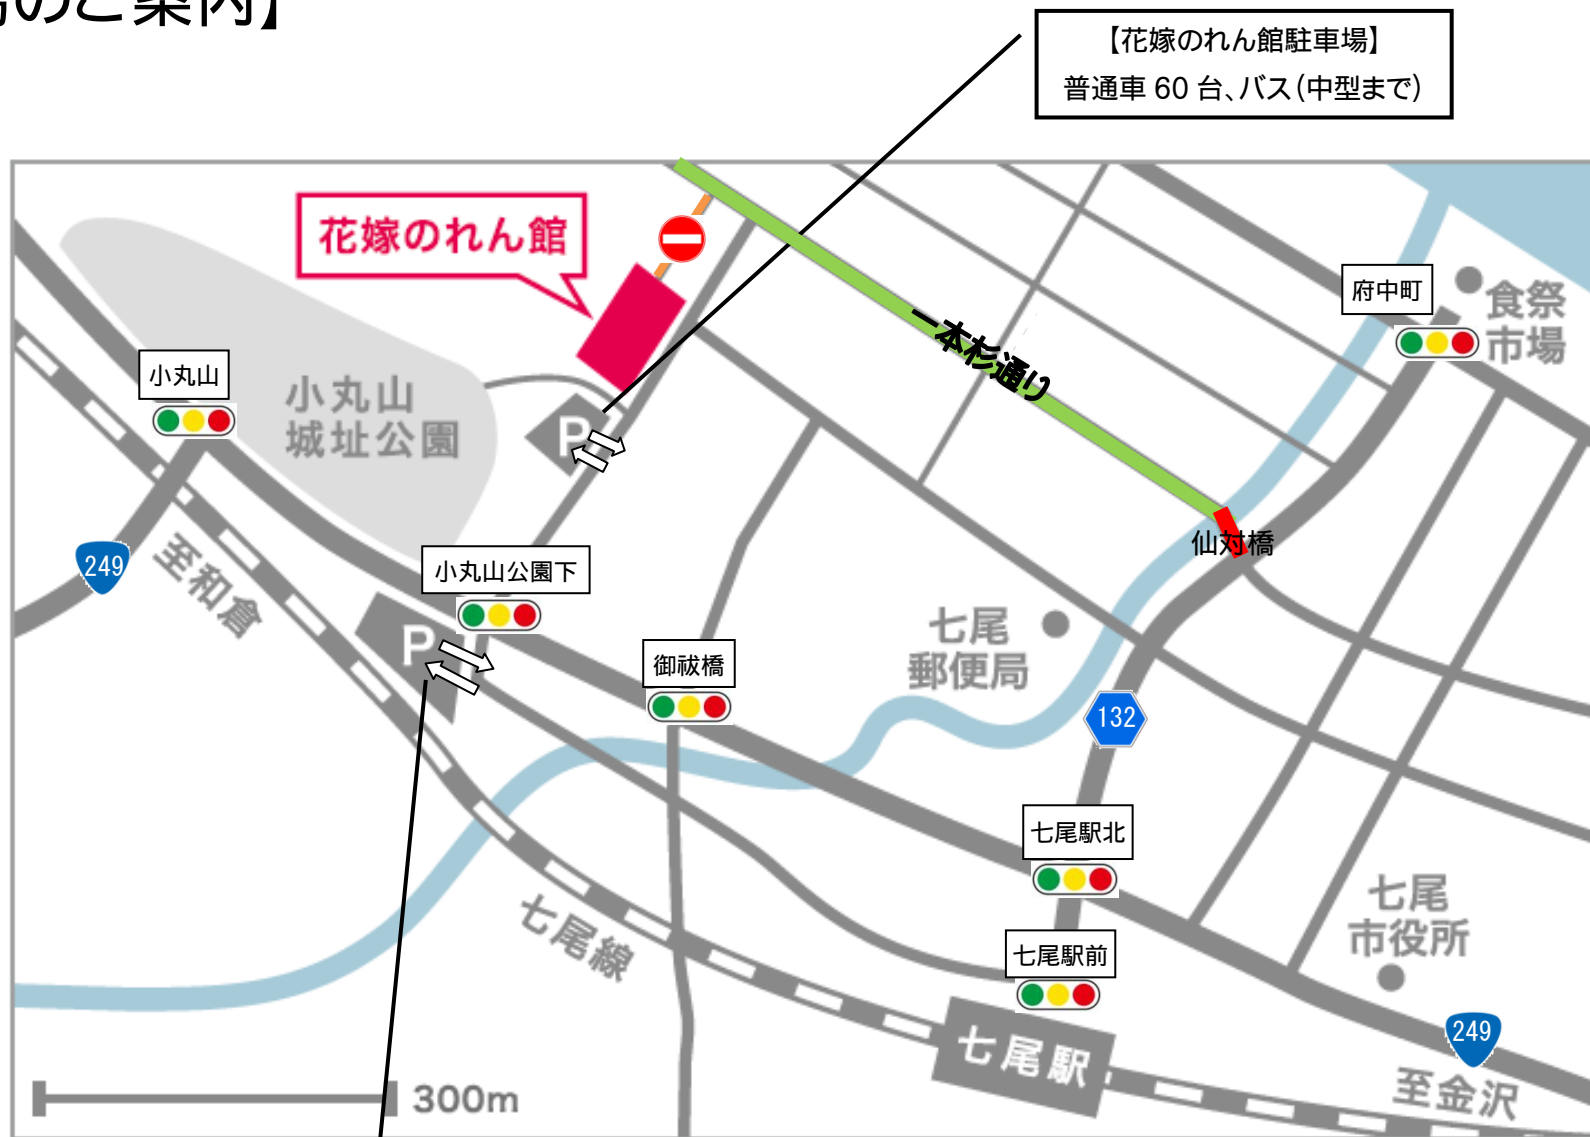 のご案内】
【花嫁のれん館駐車場】
普通車 60 台、バス（中型まで）
花嫁のれん館
府中町
食祭
市場
一本杉通り
小丸山
小丸山
城址公園
P
仙対橋
249
至和倉
小丸山公園下
P
七尾
郵便局
御祓橋
132
七尾駅北
七尾
市役所
七尾線
七尾駅前
七尾駅
249
至金沢
300m